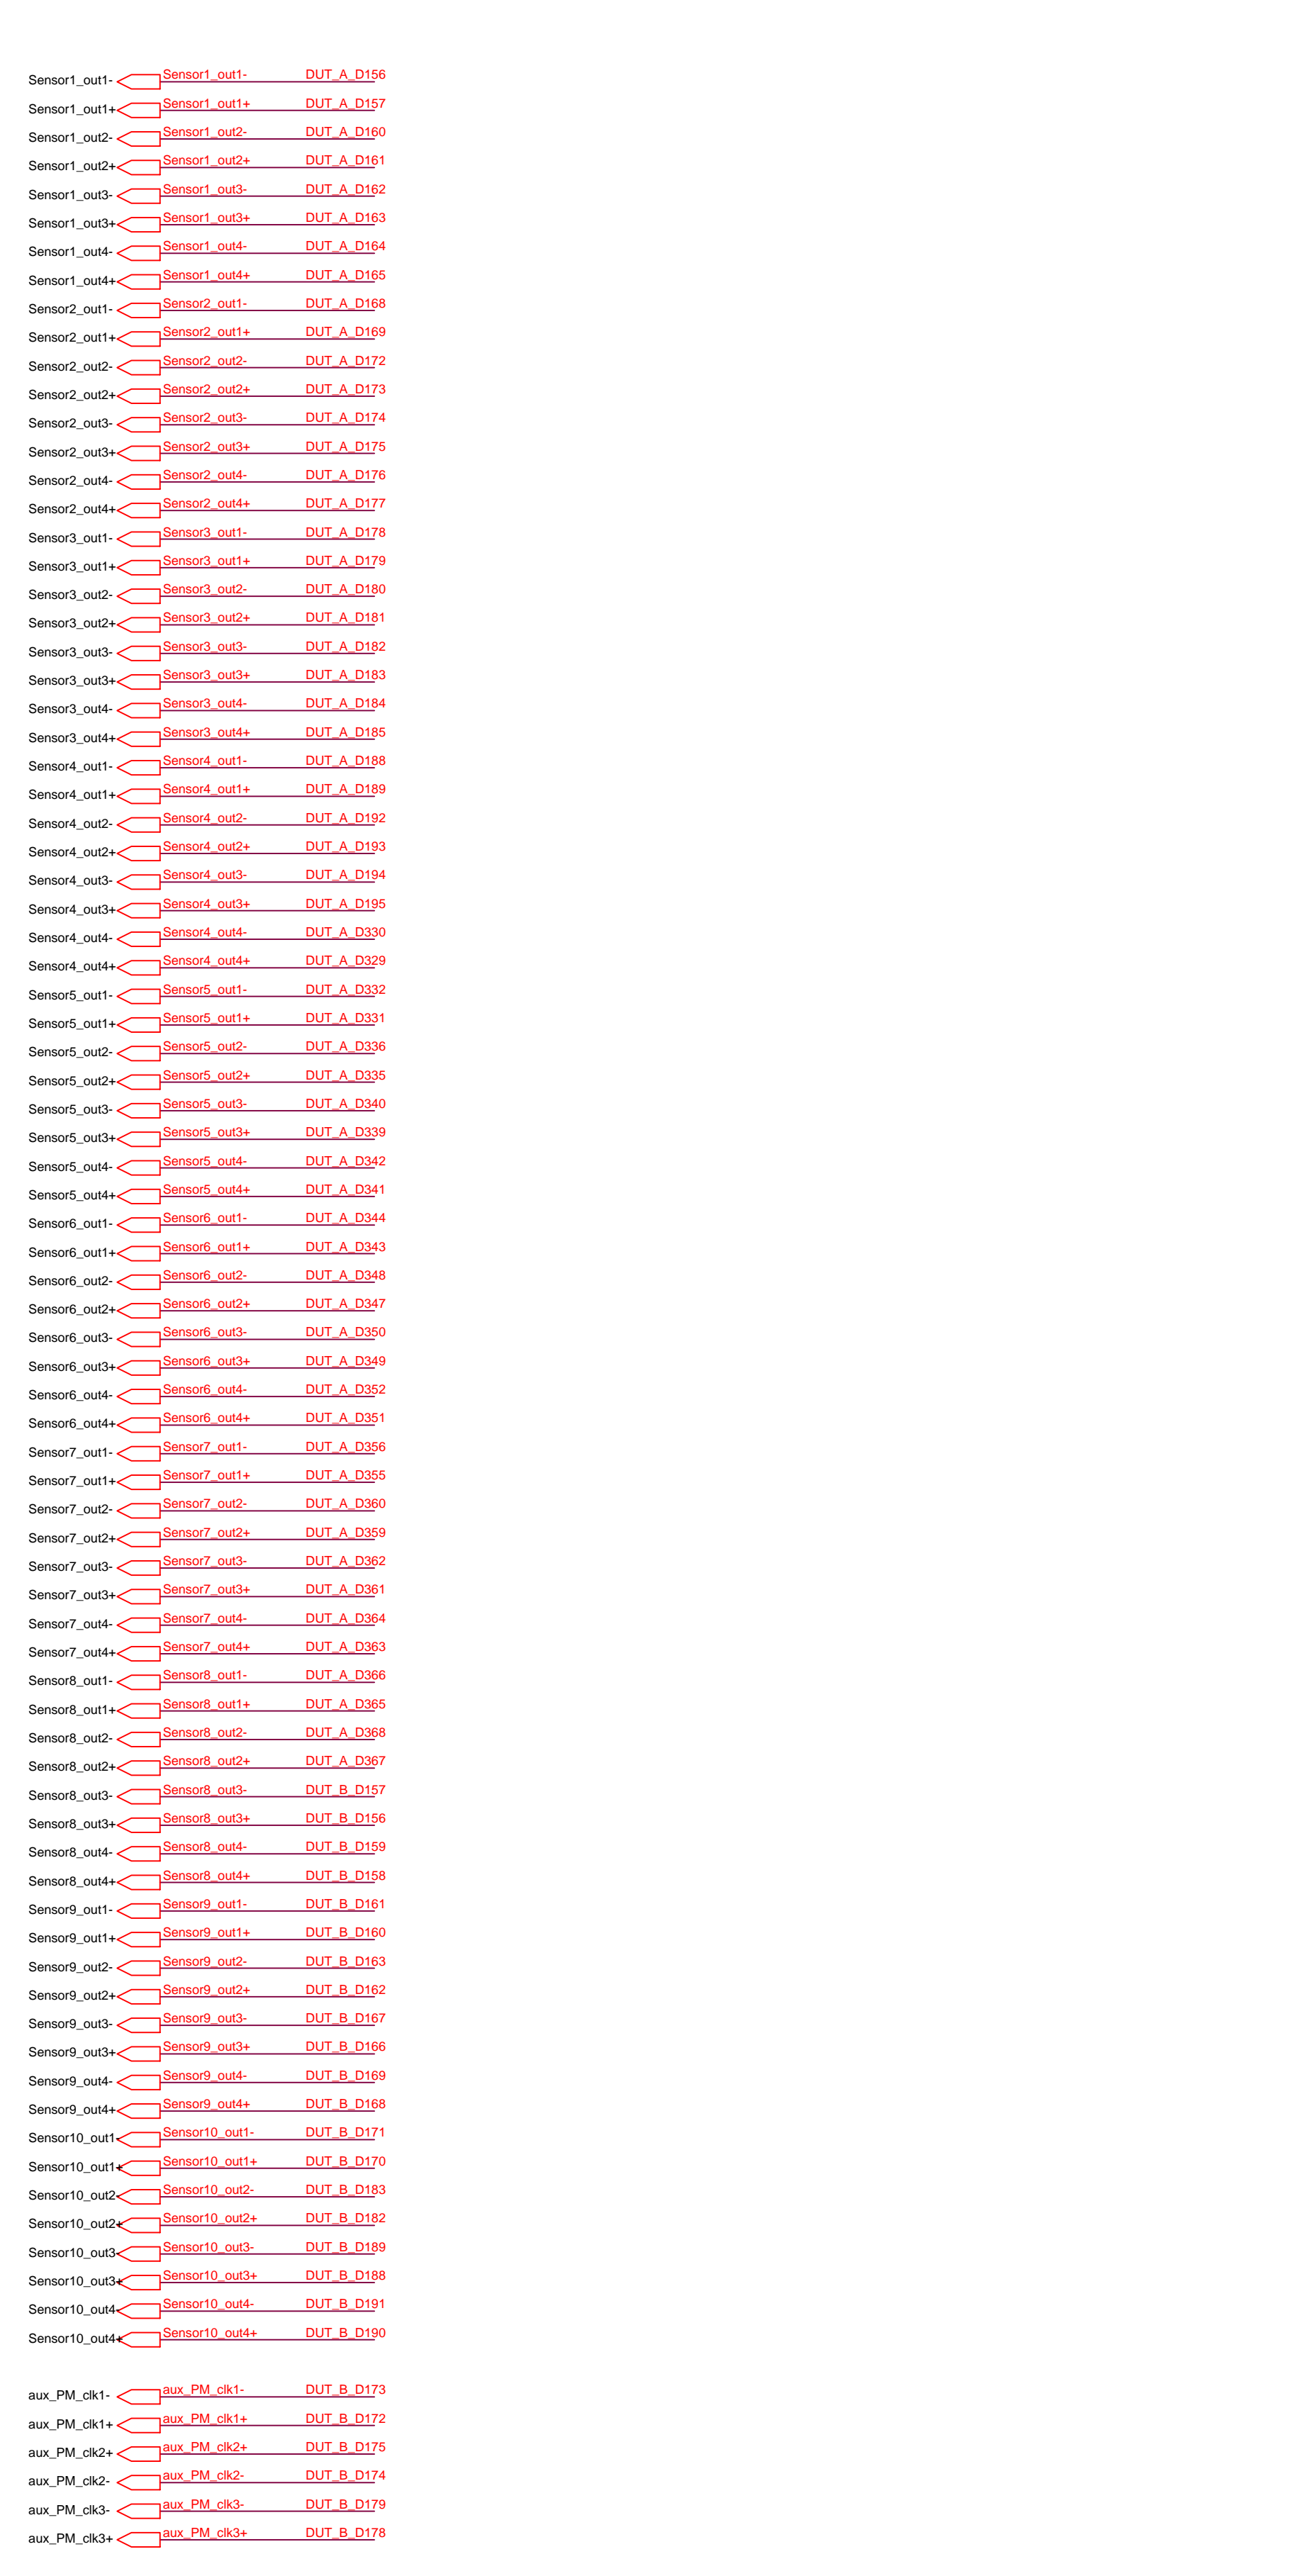 Sensor1_out1- Sensor1_out1- DUT_A_D156
Sensor1_out1+ Sensor1_out1+ DUT_A_D157
Sensor1_out2- Sensor1_out2- DUT_A_D160
Sensor1_out2+ Sensor1_out2+ DUT_A_D161
Sensor1_out3- Sensor1_out3- DUT_A_D162
Sensor1_out3+ Sensor1_out3+ DUT_A_D163
Sensor1_out4- Sensor1_out4- DUT_A_D164
Sensor1_out4+ Sensor1_out4+ DUT_A_D165
Sensor2_out1- Sensor2_out1- DUT_A_D168
Sensor2_out1+ Sensor2_out1+ DUT_A_D169
Sensor2_out2- Sensor2_out2- DUT_A_D172
Sensor2_out2+ Sensor2_out2+ DUT_A_D173
Sensor2_out3- Sensor2_out3- DUT_A_D174
Sensor2_out3+ Sensor2_out3+ DUT_A_D175
Sensor2_out4- Sensor2_out4- DUT_A_D176
Sensor2_out4+ Sensor2_out4+ DUT_A_D177
Sensor3_out1- Sensor3_out1- DUT_A_D178
Sensor3_out1+ Sensor3_out1+ DUT_A_D179
Sensor3_out2- Sensor3_out2- DUT_A_D180
Sensor3_out2+ Sensor3_out2+ DUT_A_D181
Sensor3_out3- Sensor3_out3- DUT_A_D182
Sensor3_out3+ Sensor3_out3+ DUT_A_D183
Sensor3_out4- Sensor3_out4- DUT_A_D184
Sensor3_out4+ Sensor3_out4+ DUT_A_D185
Sensor4_out1- Sensor4_out1- DUT_A_D188
Sensor4_out1+ Sensor4_out1+ DUT_A_D189
Sensor4_out2- Sensor4_out2- DUT_A_D192
Sensor4_out2+ Sensor4_out2+ DUT_A_D193
Sensor4_out3- Sensor4_out3- DUT_A_D194
Sensor4_out3+ Sensor4_out3+ DUT_A_D195
Sensor4_out4- Sensor4_out4- DUT_A_D330
Sensor4_out4+ Sensor4_out4+ DUT_A_D329
Sensor5_out1- Sensor5_out1- DUT_A_D332
Sensor5_out1+ Sensor5_out1+ DUT_A_D331
Sensor5_out2- Sensor5_out2- DUT_A_D336
Sensor5_out2+ Sensor5_out2+ DUT_A_D335
Sensor5_out3- Sensor5_out3- DUT_A_D340
Sensor5_out3+ Sensor5_out3+ DUT_A_D339
Sensor5_out4- Sensor5_out4- DUT_A_D342
Sensor5_out4+ Sensor5_out4+ DUT_A_D341
Sensor6_out1- Sensor6_out1- DUT_A_D344
Sensor6_out1+ Sensor6_out1+ DUT_A_D343
Sensor6_out2- Sensor6_out2- DUT_A_D348
Sensor6_out2+ Sensor6_out2+ DUT_A_D347
Sensor6_out3- Sensor6_out3- DUT_A_D350
Sensor6_out3+ Sensor6_out3+ DUT_A_D349
Sensor6_out4- Sensor6_out4- DUT_A_D352
Sensor6_out4+ Sensor6_out4+ DUT_A_D351
Sensor7_out1- Sensor7_out1- DUT_A_D356
Sensor7_out1+ Sensor7_out1+ DUT_A_D355
Sensor7_out2- Sensor7_out2- DUT_A_D360
Sensor7_out2+ Sensor7_out2+ DUT_A_D359
Sensor7_out3- Sensor7_out3- DUT_A_D362
Sensor7_out3+ Sensor7_out3+ DUT_A_D361
Sensor7_out4- Sensor7_out4- DUT_A_D364
Sensor7_out4+ Sensor7_out4+ DUT_A_D363
Sensor8_out1- Sensor8_out1- DUT_A_D366
Sensor8_out1+ Sensor8_out1+ DUT_A_D365
Sensor8_out2- Sensor8_out2- DUT_A_D368
Sensor8_out2+ Sensor8_out2+ DUT_A_D367
Sensor8_out3- Sensor8_out3- DUT_B_D157
Sensor8_out3+ Sensor8_out3+ DUT_B_D156
Sensor8_out4- Sensor8_out4- DUT_B_D159
Sensor8_out4+ Sensor8_out4+ DUT_B_D158
Sensor9_out1- Sensor9_out1- DUT_B_D161
Sensor9_out1+ Sensor9_out1+ DUT_B_D160
Sensor9_out2- Sensor9_out2- DUT_B_D163
Sensor9_out2+ Sensor9_out2+ DUT_B_D162
Sensor9_out3- Sensor9_out3- DUT_B_D167
Sensor9_out3+ Sensor9_out3+ DUT_B_D166
Sensor9_out4- Sensor9_out4- DUT_B_D169
Sensor9_out4+ Sensor9_out4+ DUT_B_D168
Sensor10_out1- Sensor10_out1- DUT_B_D171
Sensor10_out1+ Sensor10_out1+ DUT_B_D170
Sensor10_out2- Sensor10_out2- DUT_B_D183
Sensor10_out2+ Sensor10_out2+ DUT_B_D182
Sensor10_out3- Sensor10_out3- DUT_B_D189
Sensor10_out3+ Sensor10_out3+ DUT_B_D188
Sensor10_out4- Sensor10_out4- DUT_B_D191
Sensor10_out4+ Sensor10_out4+ DUT_B_D190
aux_PM_clk1- aux_PM_clk1- DUT_B_D173
aux_PM_clk1+ aux_PM_clk1+ DUT_B_D172
aux_PM_clk2+ aux_PM_clk2+ DUT_B_D175
aux_PM_clk2- aux_PM_clk2- DUT_B_D174
aux_PM_clk3- aux_PM_clk3- DUT_B_D179
aux_PM_clk3+ aux_PM_clk3+ DUT_B_D178